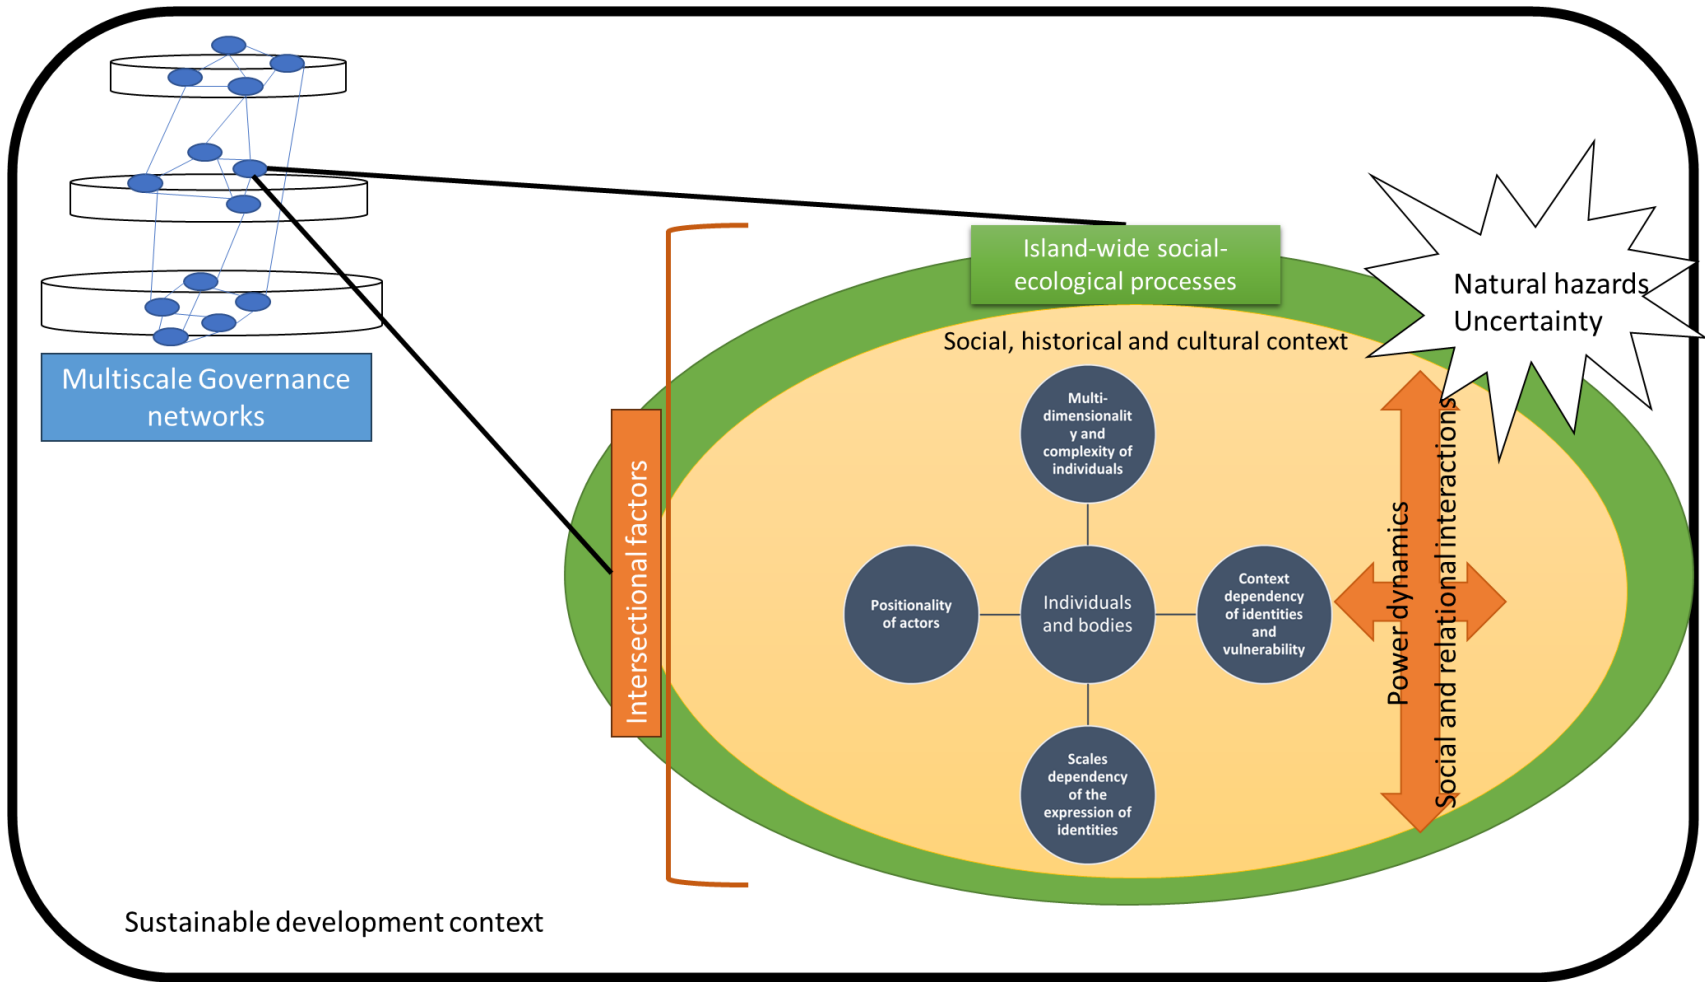 Multiscale Governance
networks
Island-wide social-
ecological processes
Natural hazards
Uncertainty
Social, historical and cultural context
Multi-
dimensionalit
y and
complexity of
individuals
Intersectional factors
Positionality
of actors
Individuals
and bodies
Context
dependency
of identities
and
vulnerability
Power dynamics
Social and relational interactions
Scales
dependency
of the
expression of
identities
Sustainable development context